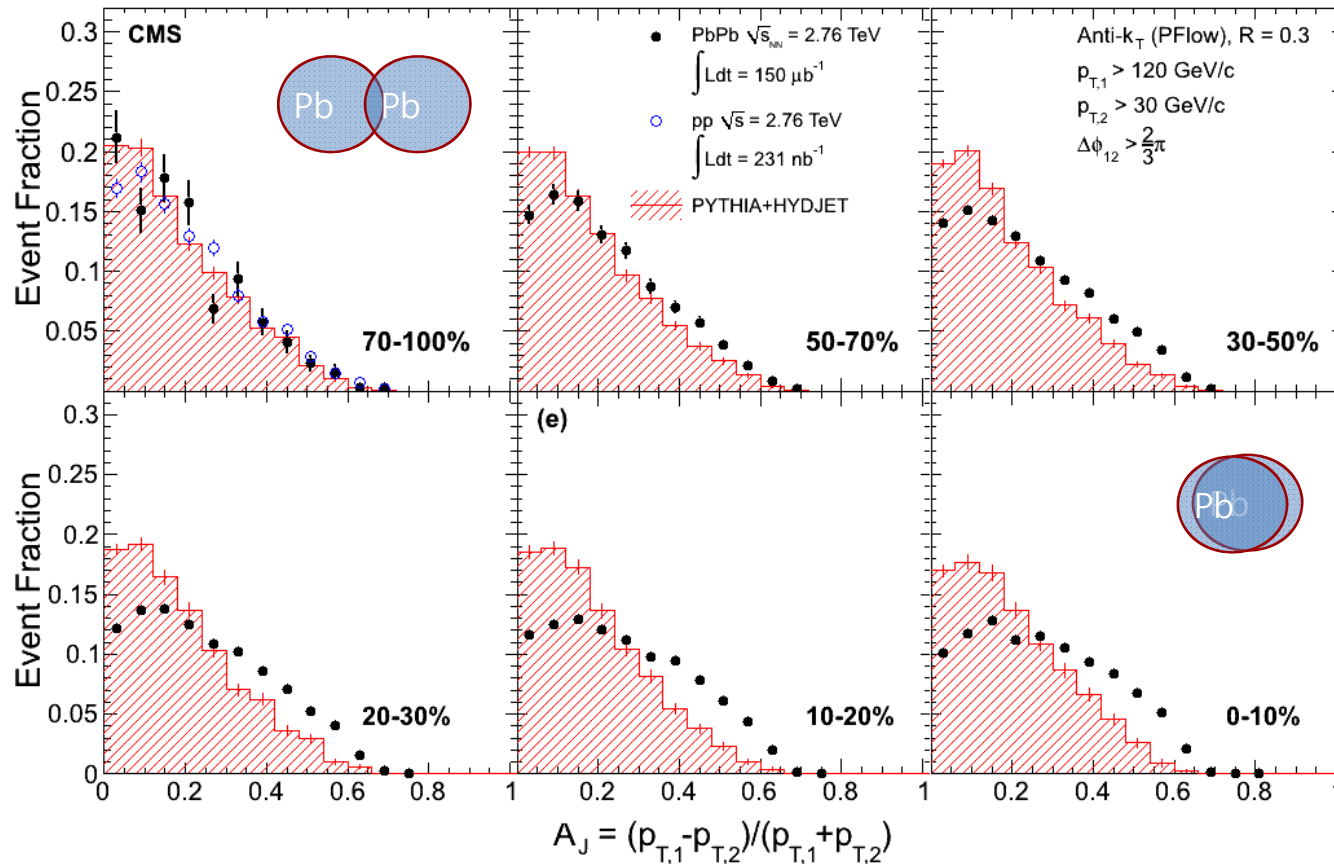 CMS
PbPb √s_NN = 2.76 TeV
∫Ldt = 150 μb⁻¹
pp √s = 2.76 TeV
∫Ldt = 231 nb⁻¹
PYTHIA+HYDJET
Anti-k_T (PFlow), R = 0.3
p_T,1 > 120 GeV/c
p_T,2 > 30 GeV/c
Δϕ_12 > 2/3 π
Pb Pb
Event Fraction
0.3
0.25
0.2
0.15
0.1
0.05
70-100%
50-70%
30-50%
(e)
Pb Pb
Event Fraction
0.3
0.25
0.2
0.15
0.1
0.05
0
20-30%
10-20%
0-10%
0 0.2 0.4 0.6 0.8 1 0.2 0.4 0.6 0.8 1 0.2 0.4 0.6 0.8 1
A_J = (p_T,1-p_T,2)/(p_T,1+p_T,2)